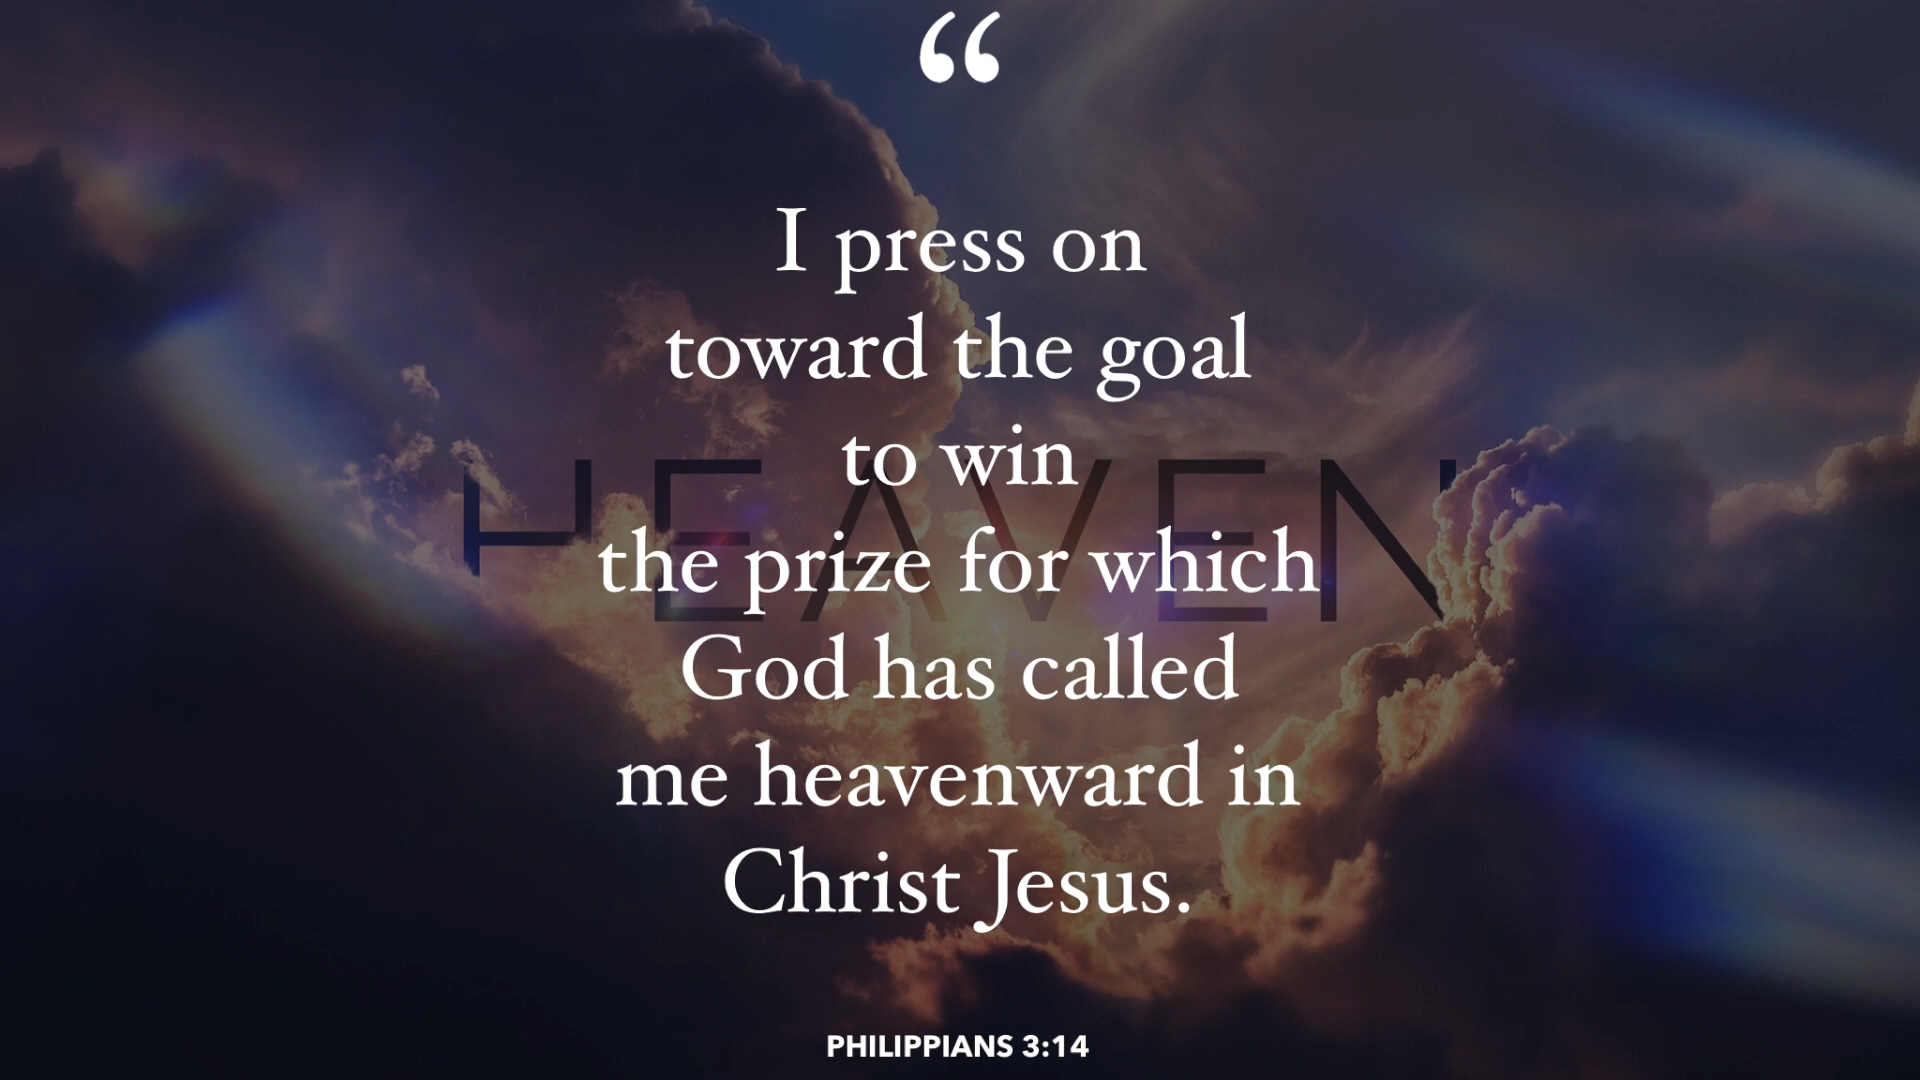 “
I press on
toward the goal
to win
HEAVEN
the prize for which
God has called
me heavenward in
Christ Jesus.
PHILIPPIANS 3:14